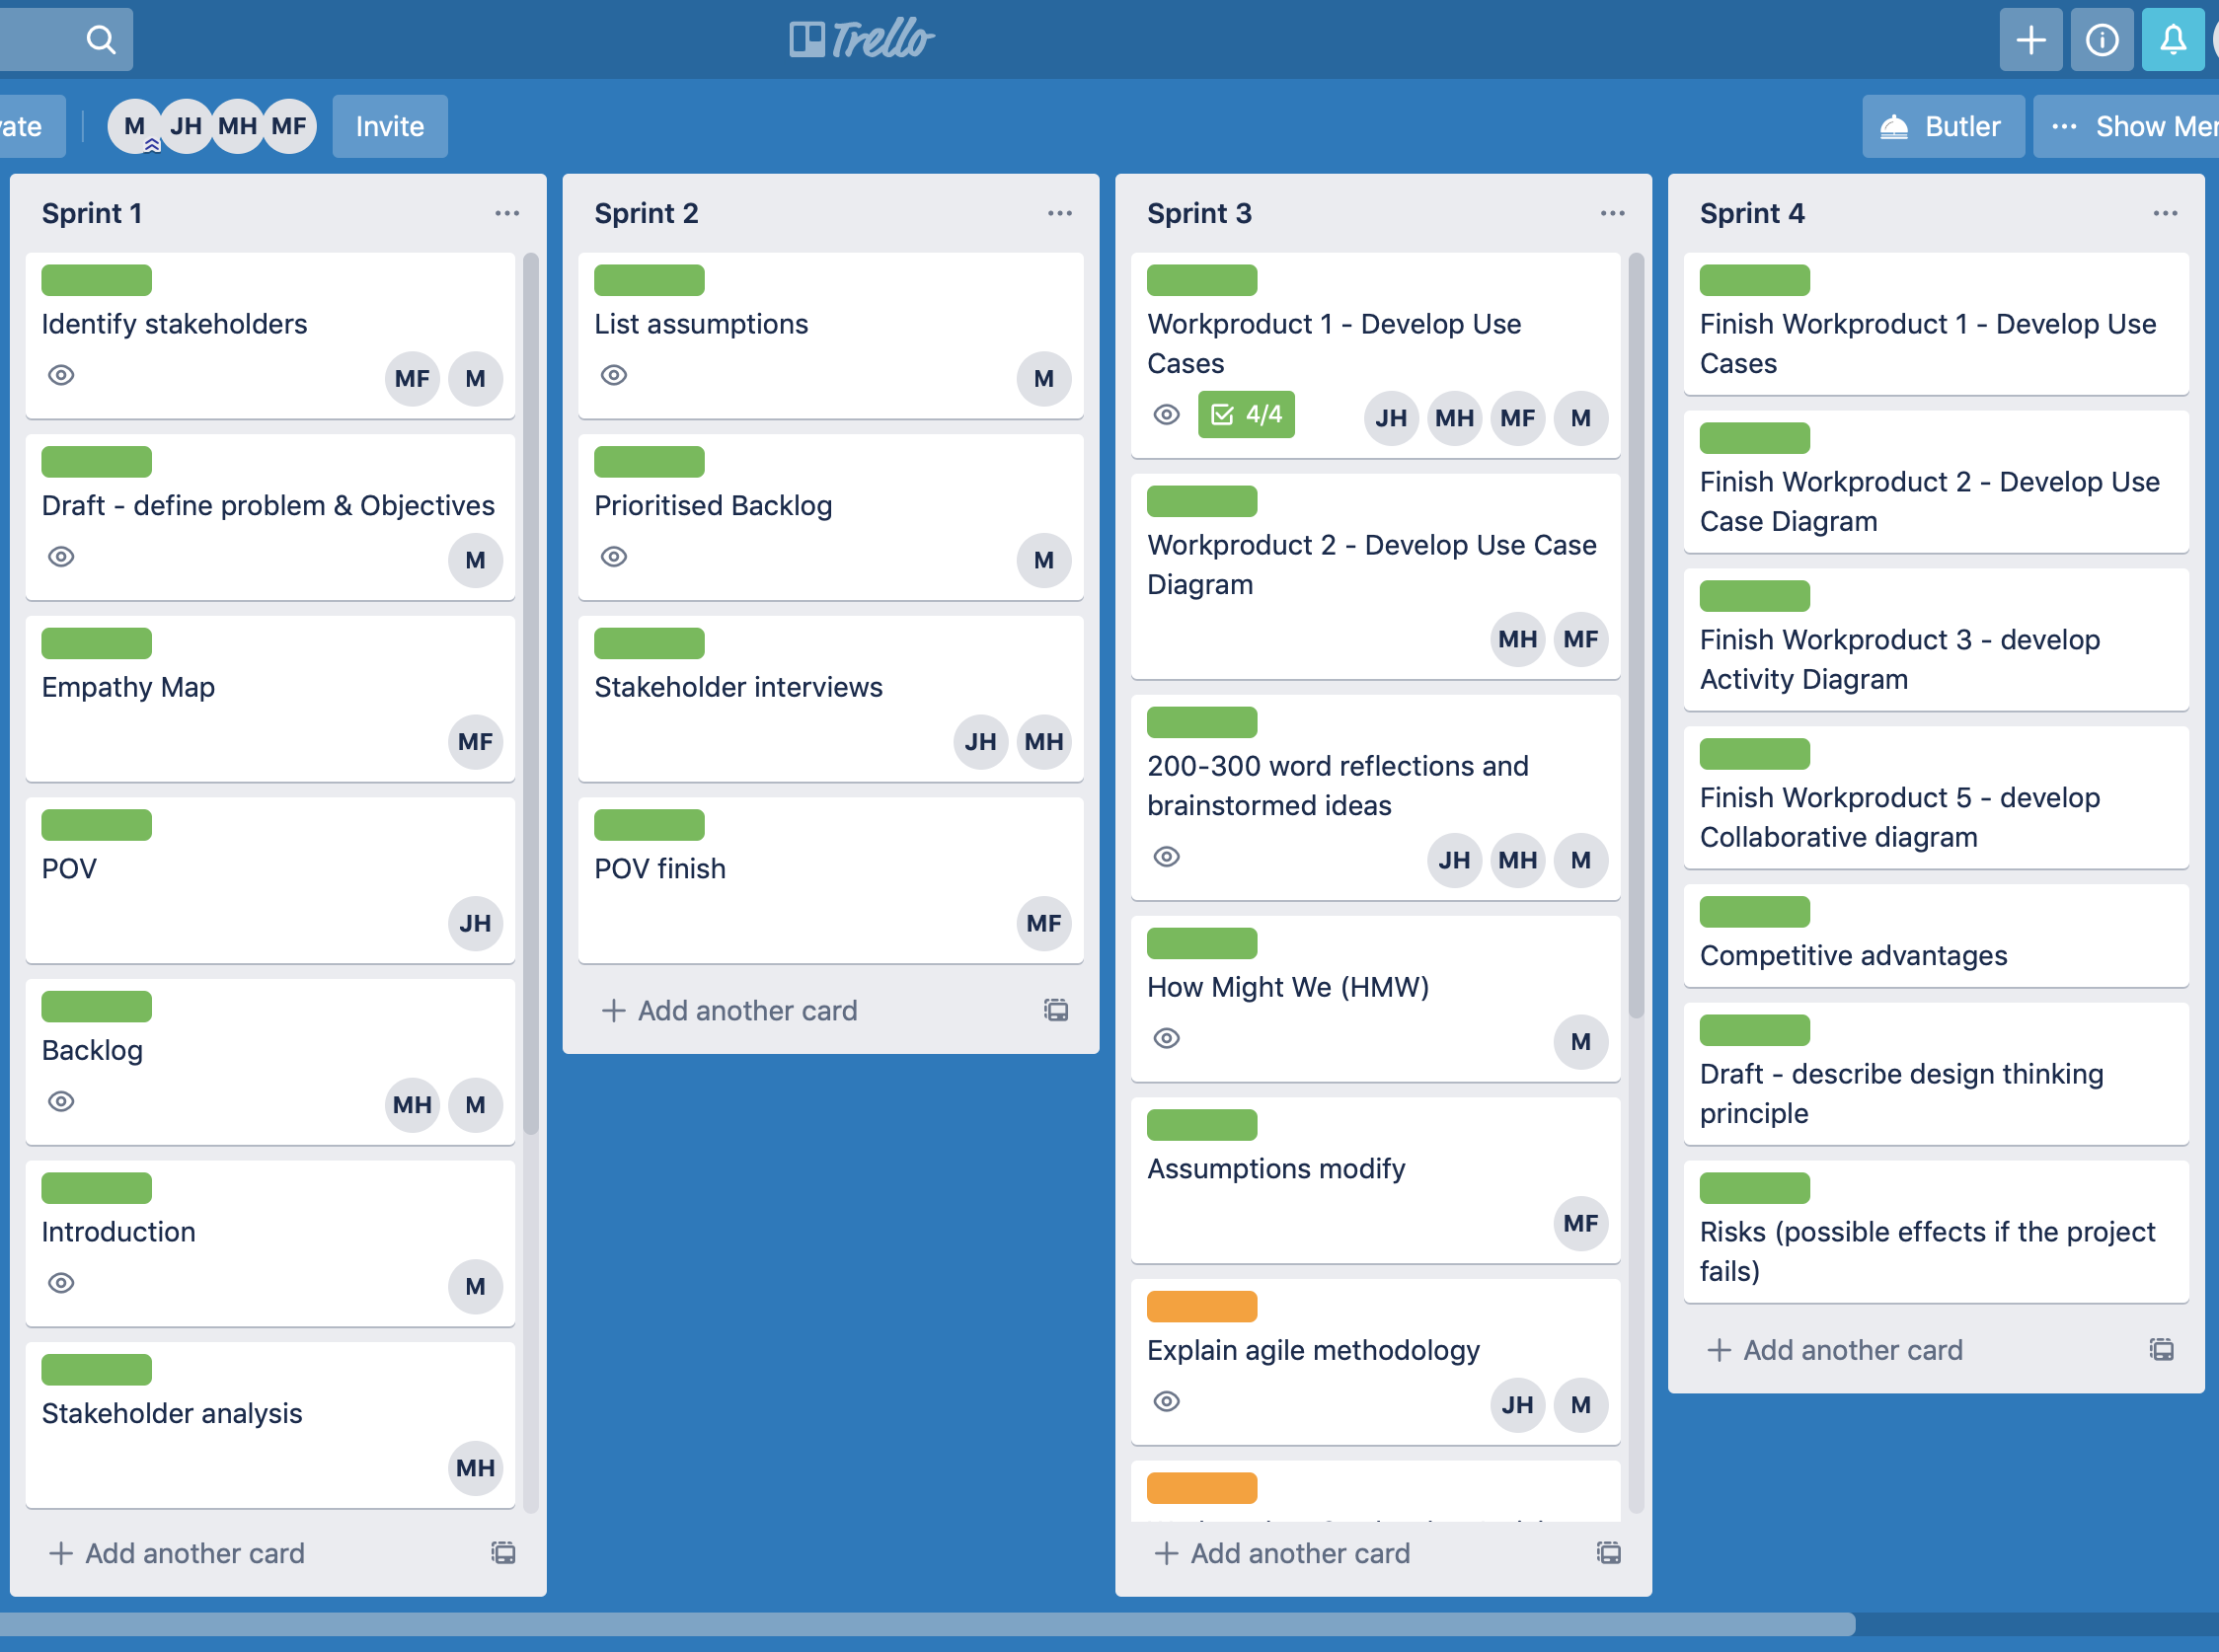 Trello
M JH MH MF Invite
Butler
Show
Sprint 1
Identify stakeholders
MF M
Draft - define problem & Objectives
M
Empathy Map
MF
POV
JH
Backlog
MH M
Introduction
M
Stakeholder analysis
MH
Add another card
Sprint 2
List assumptions
M
Prioritised Backlog
M
Stakeholder interviews
JH MH
POV finish
MF
Add another card
Sprint 3
Workproduct 1 - Develop Use
Cases
4/4 JH MH MF M
Workproduct 2 - Develop Use Case
Diagram
MH MF
200-300 word reflections and
brainstormed ideas
JH MH M
How Might We (HMW)
M
Assumptions modify
MF
Explain agile methodology
JH M
Add another card
Sprint 4
Finish Workproduct 1 - Develop Use
Cases
Finish Workproduct 2 - Develop Use
Case Diagram
Finish Workproduct 3 - develop
Activity Diagram
Finish Workproduct 5 - develop
Collaborative diagram
Competitive advantages
Draft - describe design thinking
principle
Risks (possible effects if the project
fails)
Add another card